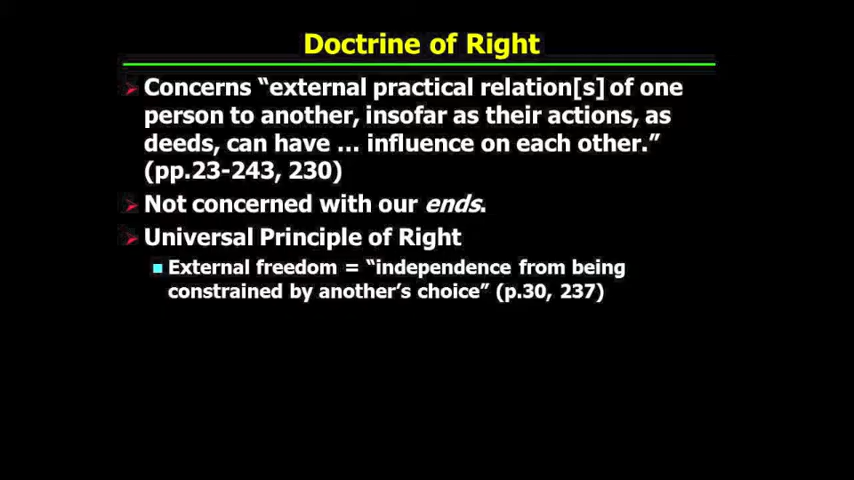 Doctrine of Right
Concerns “external practical relation[s] of one
person to another, insofar as their actions, as
deeds, can have … influence on each other.”
(pp.23-243, 230)
Not concerned with our ends.
Universal Principle of Right
External freedom = “independence from being
constrained by another’s choice” (p.30, 237)